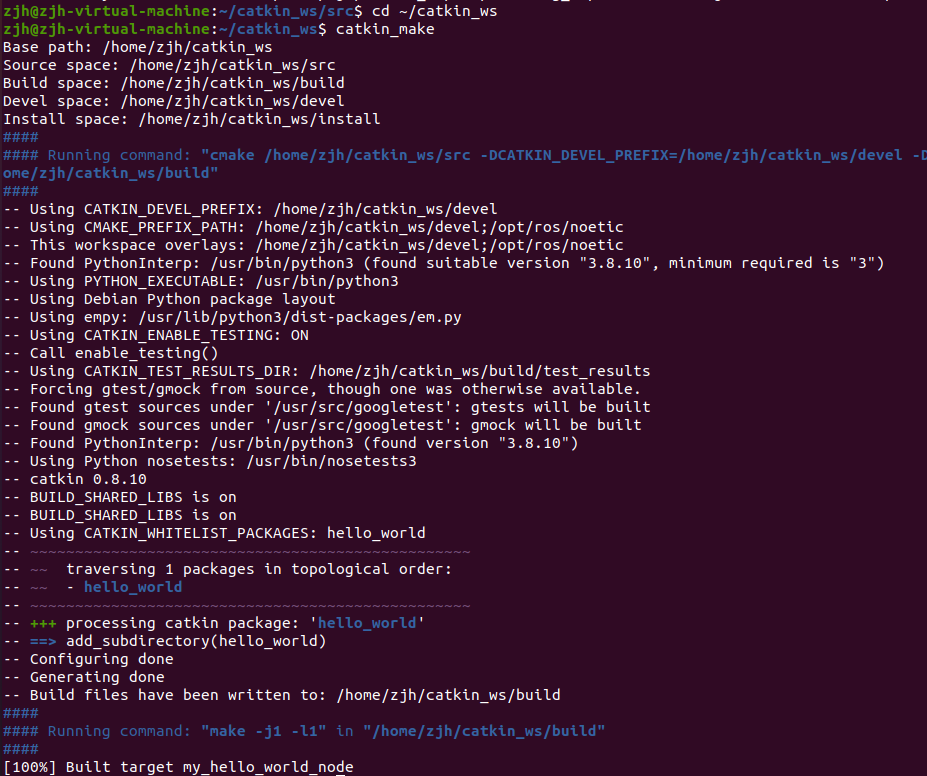 zjh@zjh-virtual-machine:~/catkin_ws/src$ cd ~/catkin_ws
zjh@zjh-virtual-machine:~/catkin_ws$ catkin_make
Base path: /home/zjh/catkin_ws
Source space: /home/zjh/catkin_ws/src
Build space: /home/zjh/catkin_ws/build
Devel space: /home/zjh/catkin_ws/devel
Install space: /home/zjh/catkin_ws/install
####
#### Running command: "cmake /home/zjh/catkin_ws/src -DCATKIN_DEVEL_PREFIX=/home/zjh/catkin_ws/devel -D
ome/zjh/catkin_ws/build"
####
-- Using CATKIN_DEVEL_PREFIX: /home/zjh/catkin_ws/devel
-- Using CMAKE_PREFIX_PATH: /home/zjh/catkin_ws/devel;/opt/ros/noetic
-- This workspace overlays: /home/zjh/catkin_ws/devel;/opt/ros/noetic
-- Found PythonInterp: /usr/bin/python3 (found suitable version "3.8.10", minimum required is "3")
-- Using PYTHON_EXECUTABLE: /usr/bin/python3
-- Using Debian Python package layout
-- Using empy: /usr/lib/python3/dist-packages/em.py
-- Using CATKIN_ENABLE_TESTING: ON
-- Call enable_testing()
-- Using CATKIN_TEST_RESULTS_DIR: /home/zjh/catkin_ws/build/test_results
-- Forcing gtest/gmock from source, though one was otherwise available.
-- Found gtest sources under '/usr/src/googletest': gtests will be built
-- Found gmock sources under '/usr/src/googletest': gmock will be built
-- Found PythonInterp: /usr/bin/python3 (found version "3.8.10")
-- Using Python nosetests: /usr/bin/nosetests3
-- catkin 0.8.10
-- BUILD_SHARED_LIBS is on
-- BUILD_SHARED_LIBS is on
-- Using CATKIN_WHITELIST_PACKAGES: hello_world
-- ~~~~~~~~~~~~~~~~~~~~~~~~~~~~~~~~~~~~~~~~~~~~~~~~~
-- ~~  traversing 1 packages in topological order:
-- ~~  - hello_world
-- ~~~~~~~~~~~~~~~~~~~~~~~~~~~~~~~~~~~~~~~~~~~~~~~~~
-- +++ processing catkin package: 'hello_world'
-- ==> add_subdirectory(hello_world)
-- Configuring done
-- Generating done
-- Build files have been written to: /home/zjh/catkin_ws/build
####
#### Running command: "make -j1 -l1" in "/home/zjh/catkin_ws/build"
####
[100%] Built target my_hello_world_node